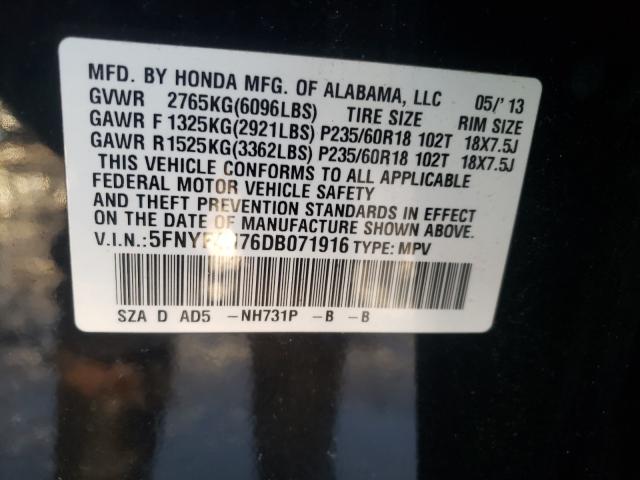 MFD. BY HONDA MFG. OF ALABAMA, LLC 05/' 13
GVWR 2765KG(6096LBS) TIRE SIZE RIM SIZE
GAWR F 1325KG(2921LBS) P235/60R18 102T 18X7.5J
GAWR R 1525KG(3362LBS) P235/60R18 102T 18X7.5J
THIS VEHICLE CONFORMS TO ALL APPLICABLE
FEDERAL MOTOR VEHICLE SAFETY
AND THEFT PREVENTION STANDARDS IN EFFECT
ON THE DATE OF MANUFACTURE SHOWN ABOVE.
V.I.N.: TYPE: MPV
SZA D AD5 -NH731P -B -B